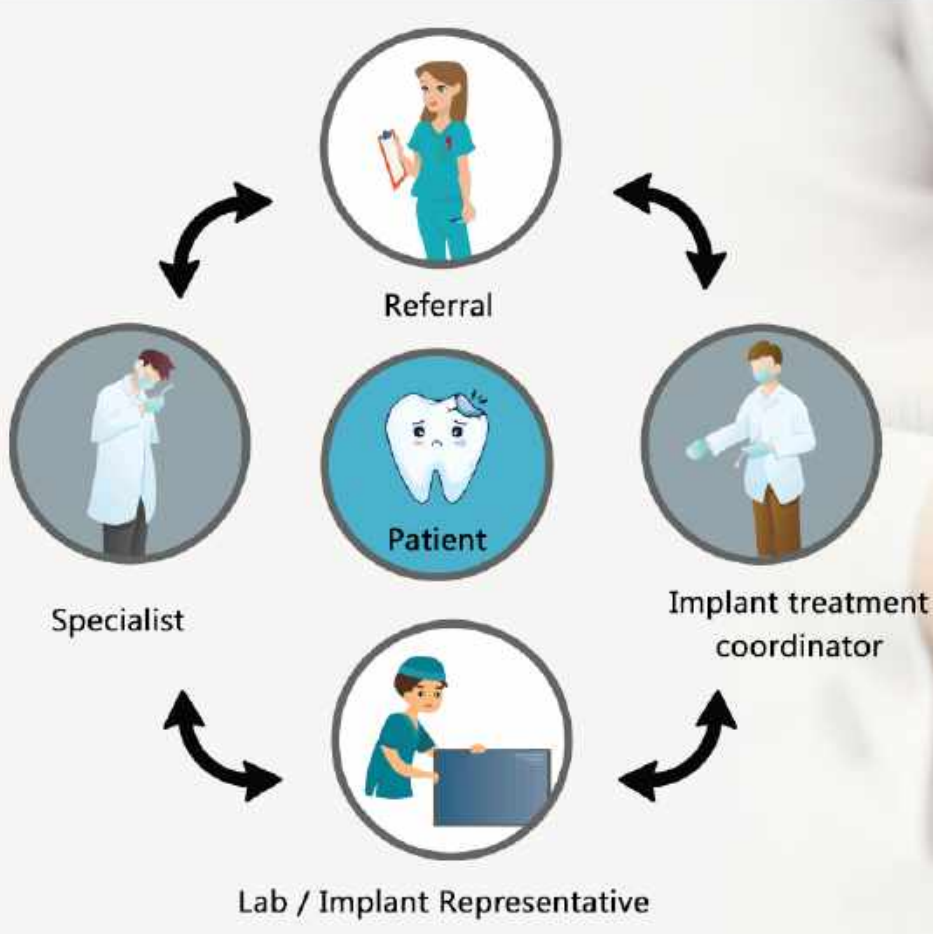 Referral
Patient
Specialist
Implant treatment
coordinator
Lab / Implant Representative